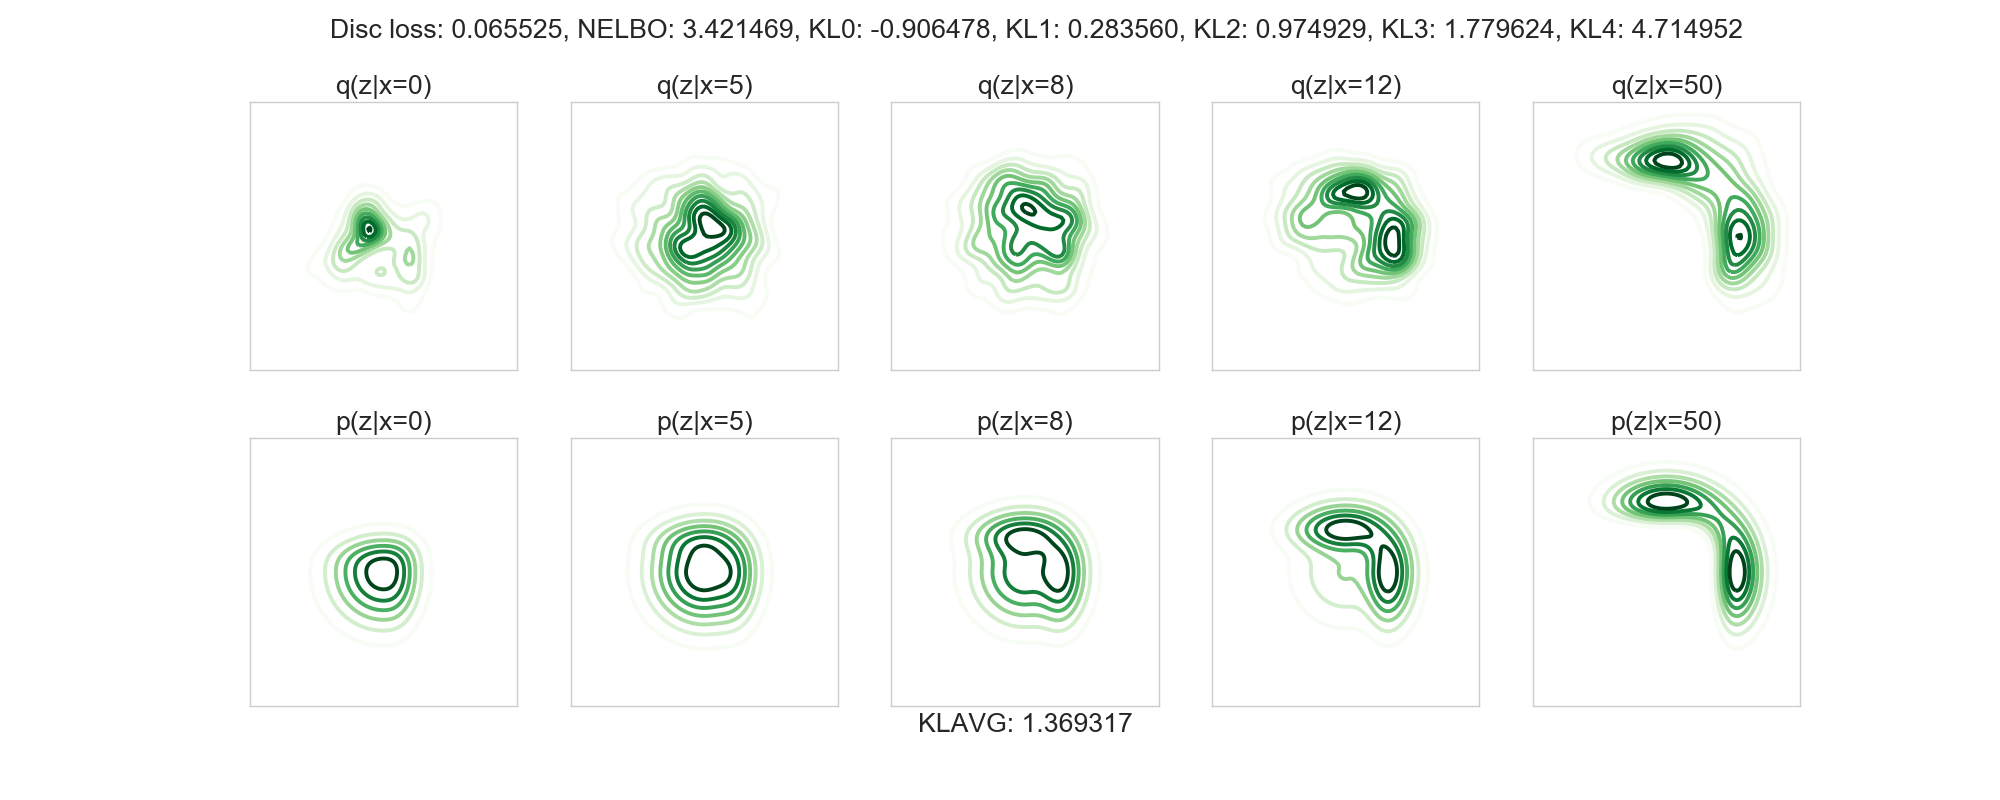 Disc loss: 0.065525, NELBO: 3.421469, KL0: -0.906478, KL1: 0.283560, KL2: 0.974929, KL3: 1.779624, KL4: 4.714952
q(z|x=0) q(z|x=5) q(z|x=8) q(z|x=12) q(z|x=50)
p(z|x=0) p(z|x=5) p(z|x=8) p(z|x=12) p(z|x=50)
KLAVG: 1.369317